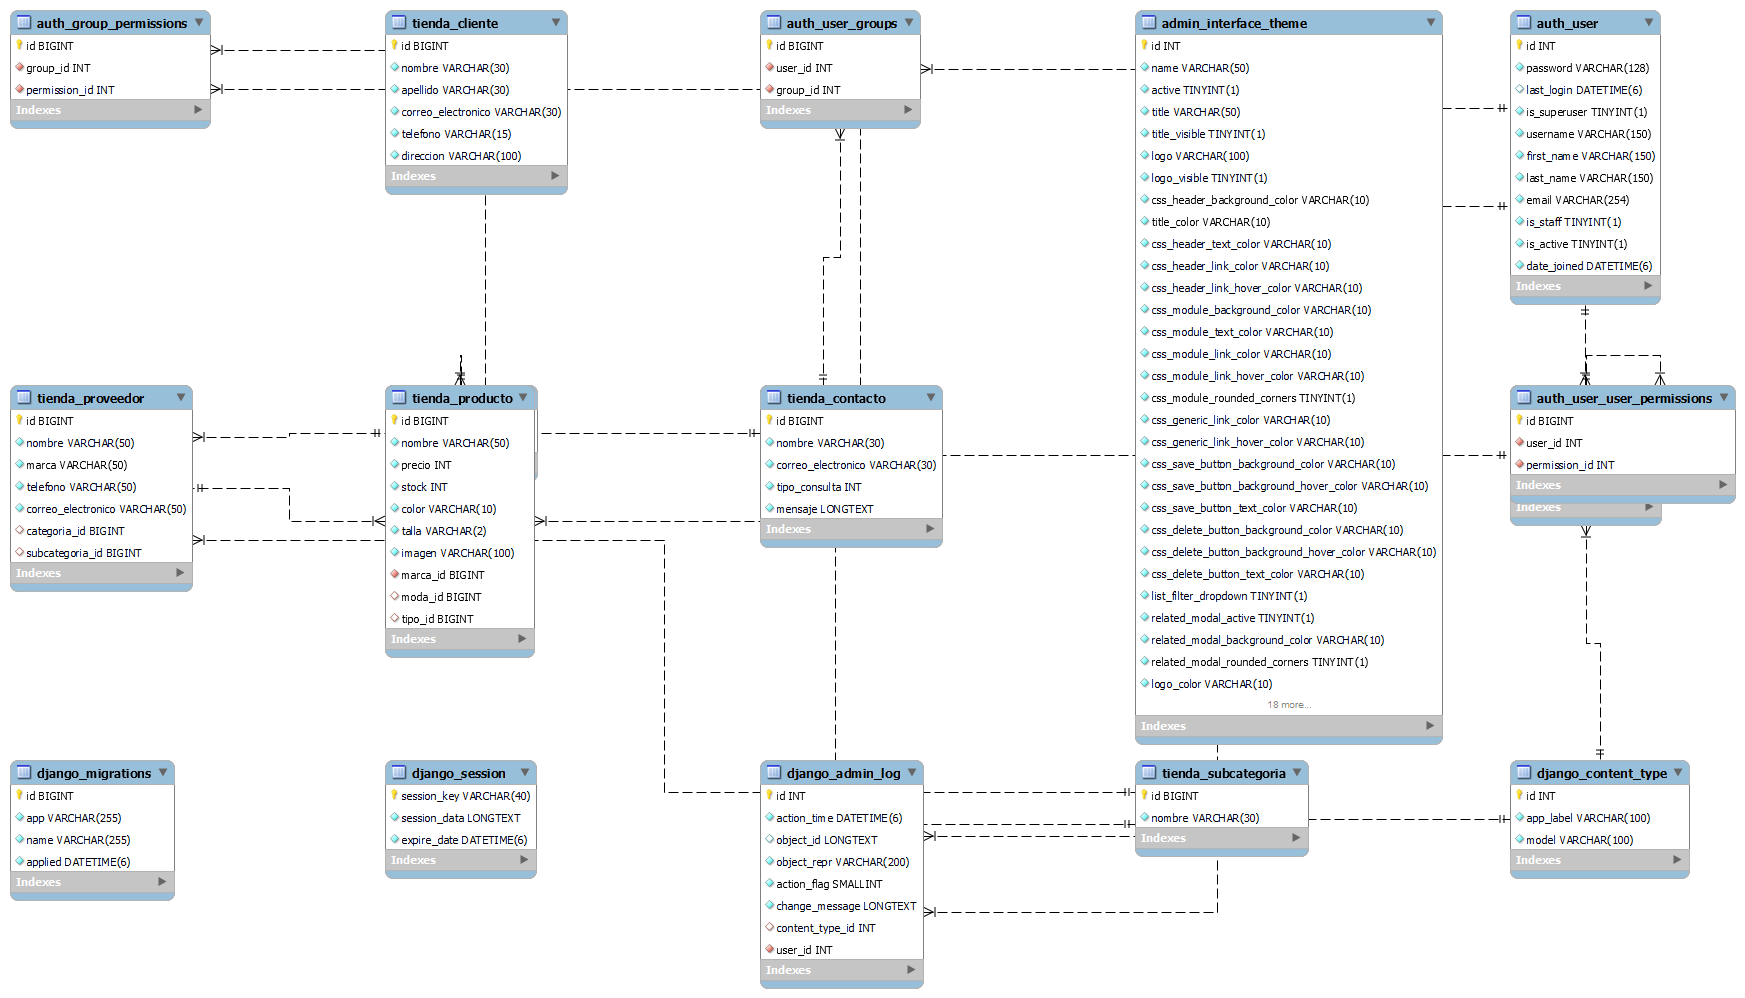 auth_group_permissions
id BIGINT
group_id INT
permission_id INT
Indexes
tienda_cliente
id BIGINT
nombre VARCHAR(30)
apellido VARCHAR(30)
correo_electronico VARCHAR(30)
telefono VARCHAR(15)
direccion VARCHAR(100)
Indexes
auth_user_groups
id BIGINT
user_id INT
group_id INT
Indexes
admin_interface_theme
id INT
name VARCHAR(50)
active TINYINT(1)
title VARCHAR(50)
title_visible TINYINT(1)
logo VARCHAR(100)
logo_visible TINYINT(1)
css_header_background_color VARCHAR(10)
title_color VARCHAR(10)
css_header_text_color VARCHAR(10)
css_header_link_color VARCHAR(10)
css_header_link_hover_color VARCHAR(10)
css_module_background_color VARCHAR(10)
css_module_text_color VARCHAR(10)
css_module_link_color VARCHAR(10)
css_module_link_hover_color VARCHAR(10)
css_module_rounded_corners TINYINT(1)
css_generic_link_color VARCHAR(10)
css_generic_link_hover_color VARCHAR(10)
css_save_button_background_color VARCHAR(10)
css_save_button_background_hover_color VARCHAR(10)
css_save_button_text_color VARCHAR(10)
css_delete_button_background_color VARCHAR(10)
css_delete_button_background_hover_color VARCHAR(10)
css_delete_button_text_color VARCHAR(10)
list_filter_dropdown TINYINT(1)
related_modal_active TINYINT(1)
related_modal_background_color VARCHAR(10)
related_modal_rounded_corners TINYINT(1)
logo_color VARCHAR(10)
18 more...
Indexes
auth_user
id INT
password VARCHAR(128)
last_login DATETIME(6)
is_superuser TINYINT(1)
username VARCHAR(150)
first_name VARCHAR(150)
last_name VARCHAR(150)
email VARCHAR(254)
is_staff TINYINT(1)
is_active TINYINT(1)
date_joined DATETIME(6)
Indexes
tienda_proveedor
id BIGINT
nombre VARCHAR(50)
marca VARCHAR(50)
telefono VARCHAR(50)
correo_electronico VARCHAR(50)
categoria_id BIGINT
subcategoria_id BIGINT
Indexes
tienda_producto
id BIGINT
nombre VARCHAR(50)
precio INT
stock INT
color VARCHAR(10)
talla VARCHAR(2)
imagen VARCHAR(100)
marca_id BIGINT
moda_id BIGINT
tipo_id BIGINT
Indexes
tienda_contacto
id BIGINT
nombre VARCHAR(30)
correo_electronico VARCHAR(30)
tipo_consulta INT
mensaje LONGTEXT
Indexes
auth_user_user_permissions
id BIGINT
user_id INT
permission_id INT
Indexes
Indexes
django_migrations
id BIGINT
app VARCHAR(255)
name VARCHAR(255)
applied DATETIME(6)
Indexes
django_session
session_key VARCHAR(40)
session_data LONGTEXT
expire_date DATETIME(6)
Indexes
django_admin_log
id INT
action_time DATETIME(6)
object_id LONGTEXT
object_repr VARCHAR(200)
action_flag SMALLINT
change_message LONGTEXT
content_type_id INT
user_id INT
Indexes
tienda_subcategoria
id BIGINT
nombre VARCHAR(30)
Indexes
django_content_type
id INT
app_label VARCHAR(100)
model VARCHAR(100)
Indexes